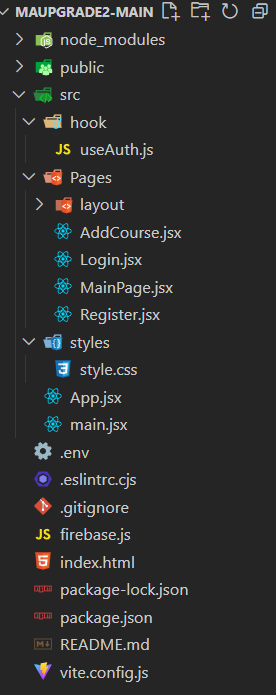 MAUPGRADE2-MAIN
node_modules
public
src
hook
JS useAuth.js
Pages
layout
AddCourse.jsx
Login.jsx
MainPage.jsx
Register.jsx
styles
style.css
App.jsx
main.jsx
.env
.eslintrc.cjs
.gitignore
JS firebase.js
index.html
package-lock.json
package.json
README.md
vite.config.js